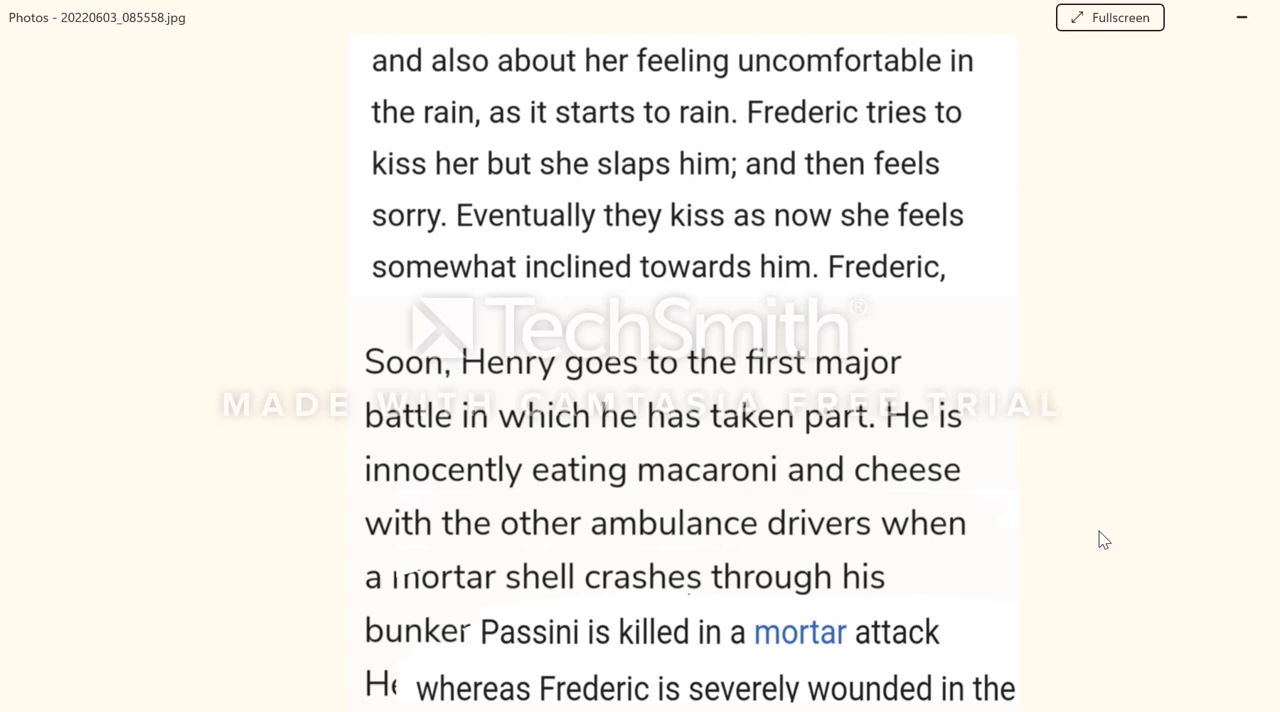 Photos - 20220603_085558.jpg
Fullscreen
and also about her feeling uncomfortable in
the rain, as it starts to rain. Frederic tries to
kiss her but she slaps him; and then feels
sorry. Eventually they kiss as now she feels
somewhat inclined towards him. Frederic,
TechSmith®
Soon, Henry goes to the first major
MADE WITH CAMTASIA FREE TRIAL
battle in which he has taken part. He is
innocently eating macaroni and cheese
with the other ambulance drivers when
a mortar shell crashes through his
bunker Passini is killed in a mortar attack
He whereas Frederic is severely wounded in the